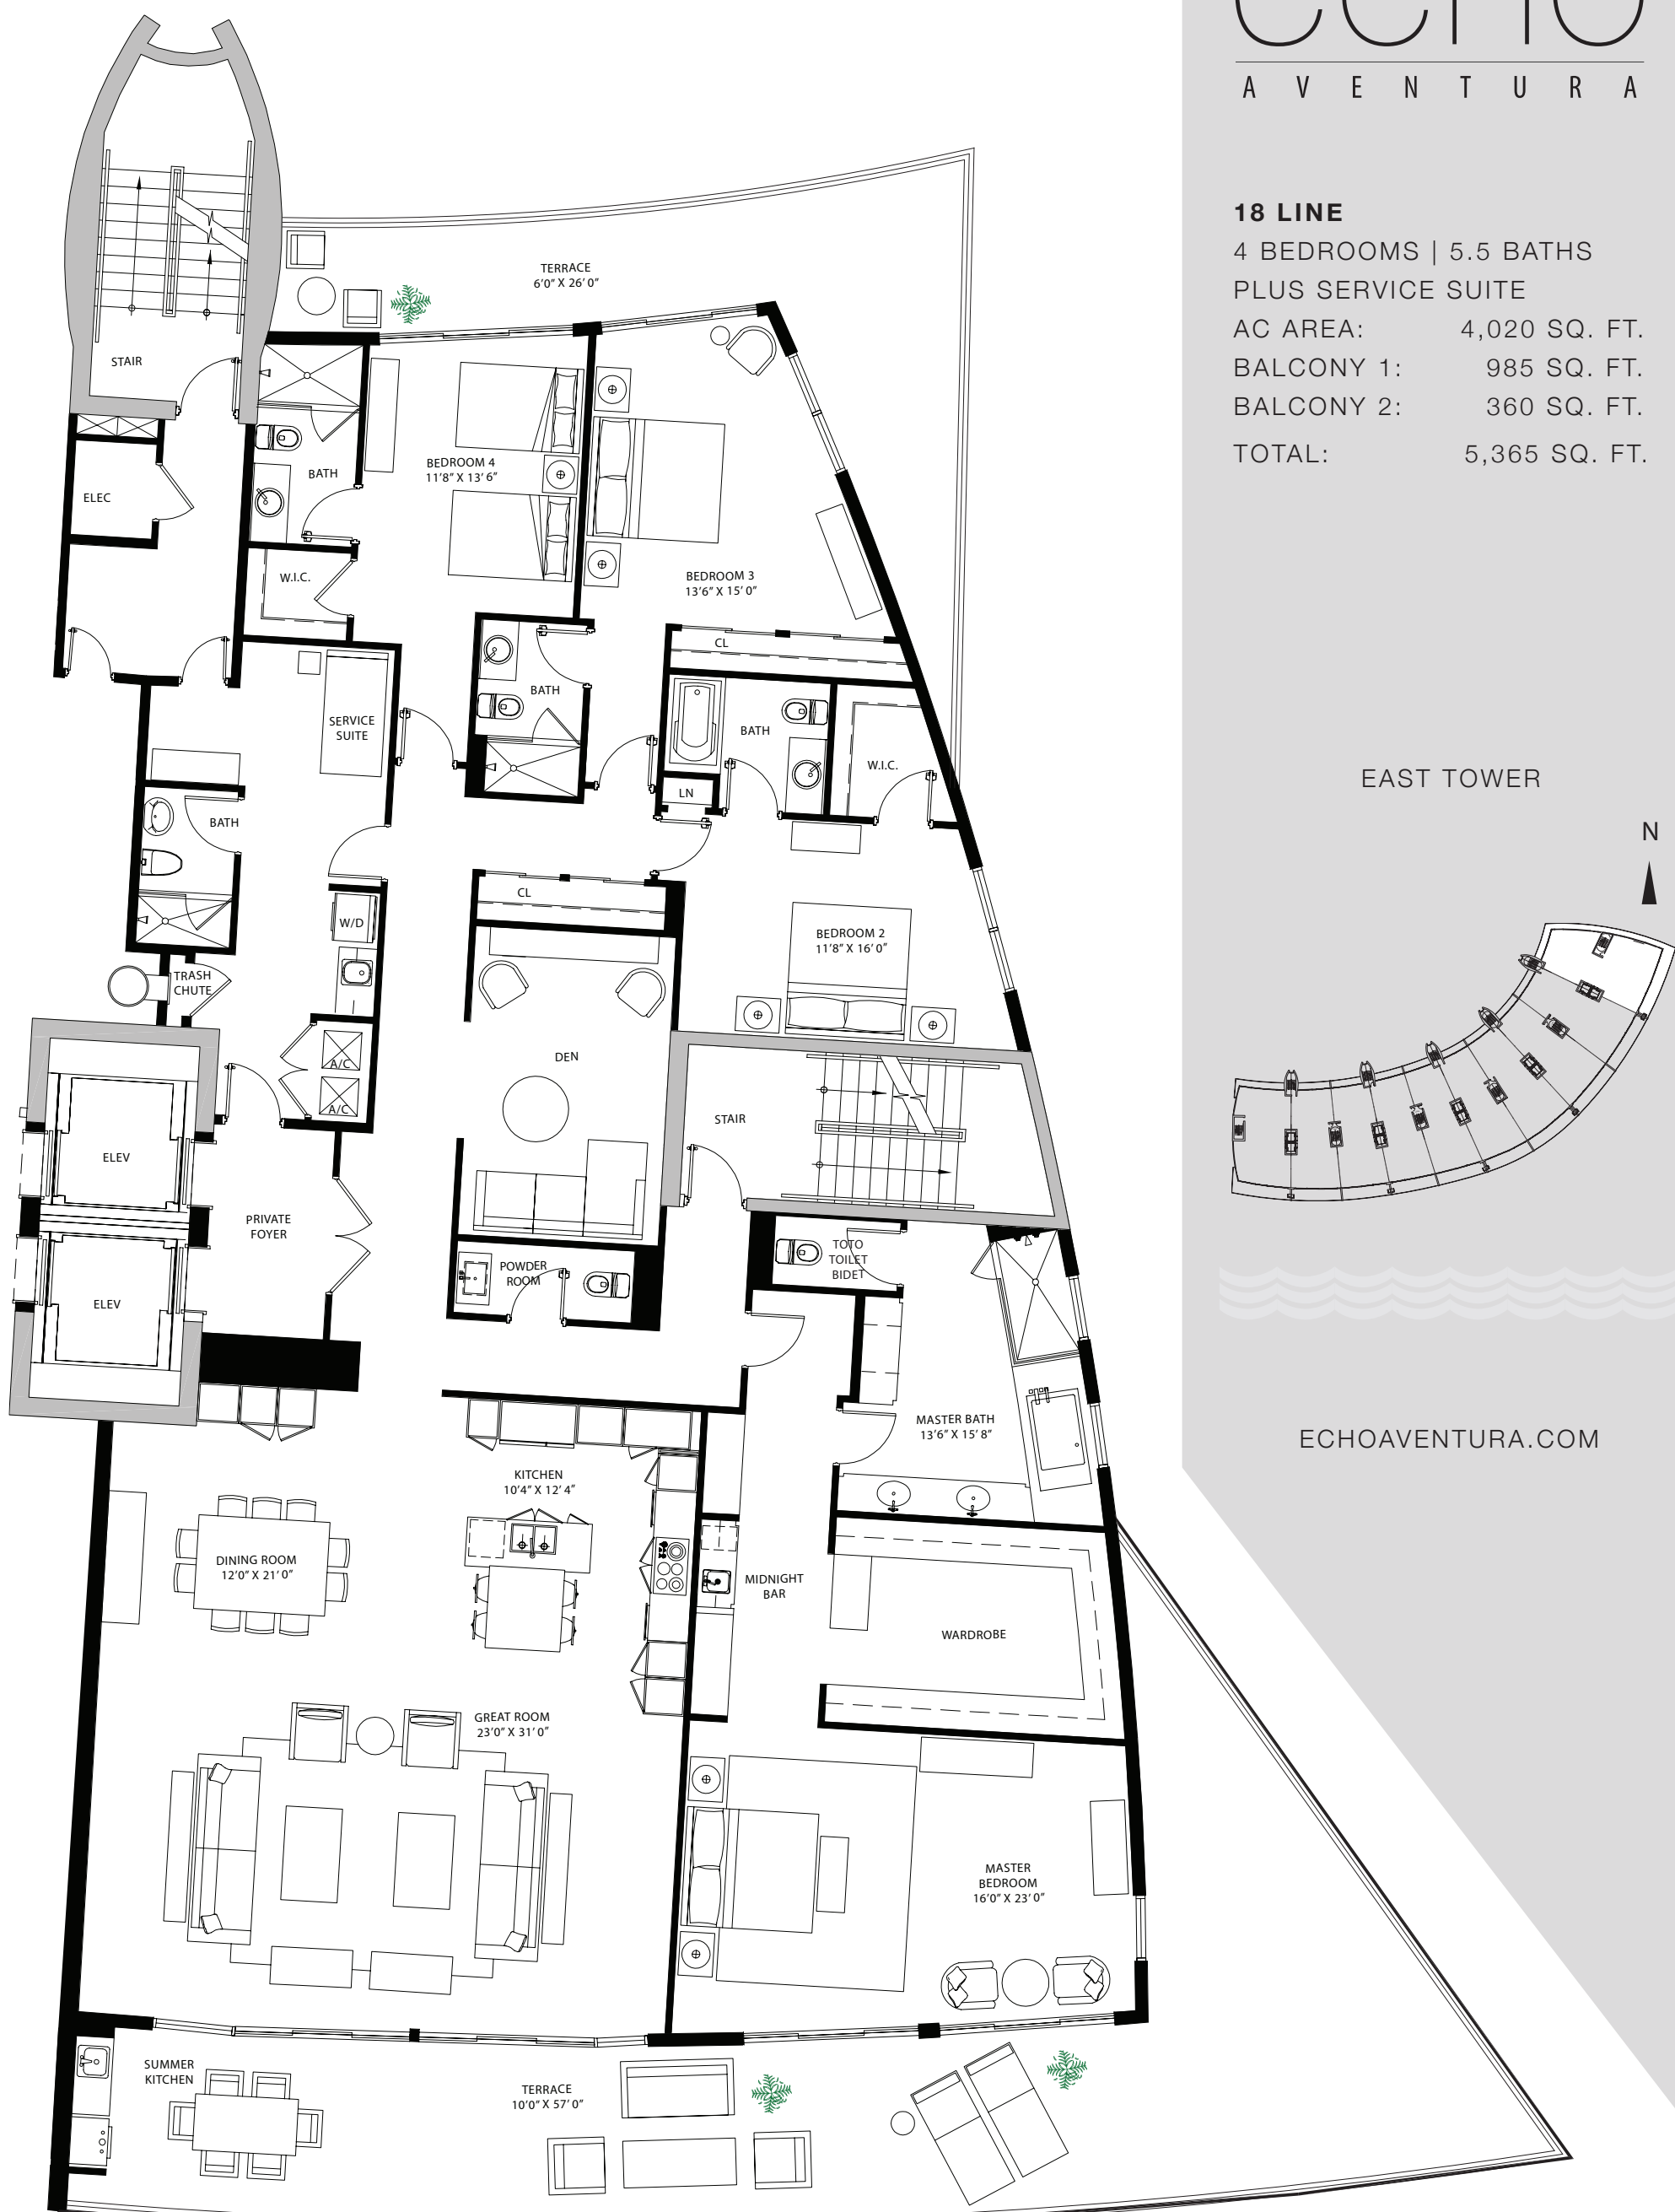 echo
AVENTURA
18 LINE
4 BEDROOMS | 5.5 BATHS
PLUS SERVICE SUITE
AC AREA: 4,020 SQ. FT.
BALCONY 1: 985 SQ. FT.
BALCONY 2: 360 SQ. FT.
TOTAL: 5,365 SQ. FT.
EAST TOWER
N
ECHOAVENTURA.COM
TERRACE
6'0" X 26'0"
STAIR
BATH
BEDROOM 4
11'8" X 13'6"
ELEC
W.I.C.
BEDROOM 3
13'6" X 15'0"
CL
SERVICE
SUITE
BATH
BATH
W.I.C.
LN
BATH
CL
W/D
BEDROOM 2
11'8" X 16'0"
TRASH
CHUTE
A/C
A/C
DEN
STAIR
ELEV
PRIVATE
FOYER
ELEV
POWDER
ROOM
TOTO
TOILET
BIDET
MASTER BATH
13'6" X 15'8"
KITCHEN
10'4" X 12'4"
DINING ROOM
12'0" X 21'0"
MIDNIGHT
BAR
WARDROBE
GREAT ROOM
23'0" X 31'0"
MASTER
BEDROOM
16'0" X 23'0"
SUMMER
KITCHEN
TERRACE
10'0" X 57'0"